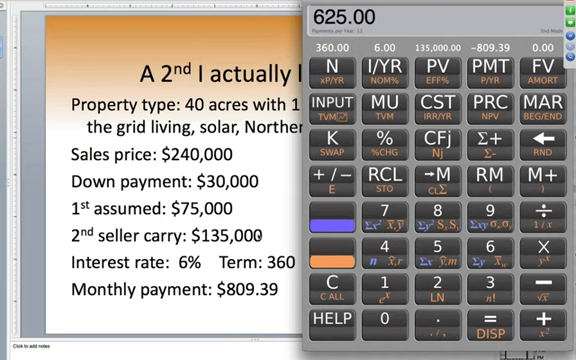 A 2nd I actually
Property type: 40 acres with 1
the grid living, solar, Northern
Sales price: $240,000
Down payment: $30,000
1st assumed: $75,000
2nd seller carry: $135,000
Interest rate: 6% Term: 360
Monthly payment: $809.39
Click to add notes
625.00
Payments per Year: 12 End Mode
360.00 6.00 135,000.00 -809.39 0.00
N I/YR PV PMT FV
xP/YR NOM% EFF% P/YR AMORT
INPUT MU CST PRC MAR
TVM TVM IRR/YR NPV BEG/END
K % CFj Σ+ ←
SWAP %CHG Nj Σ- RND
+/- RCL →M RM M+
E STO CLΣ ( )
7 8 9 ÷
1/x
4 5 6 X
C 1 2 3 −
C ALL eˣ LN n! √x
HELP 0 . = +
./, DISP x²